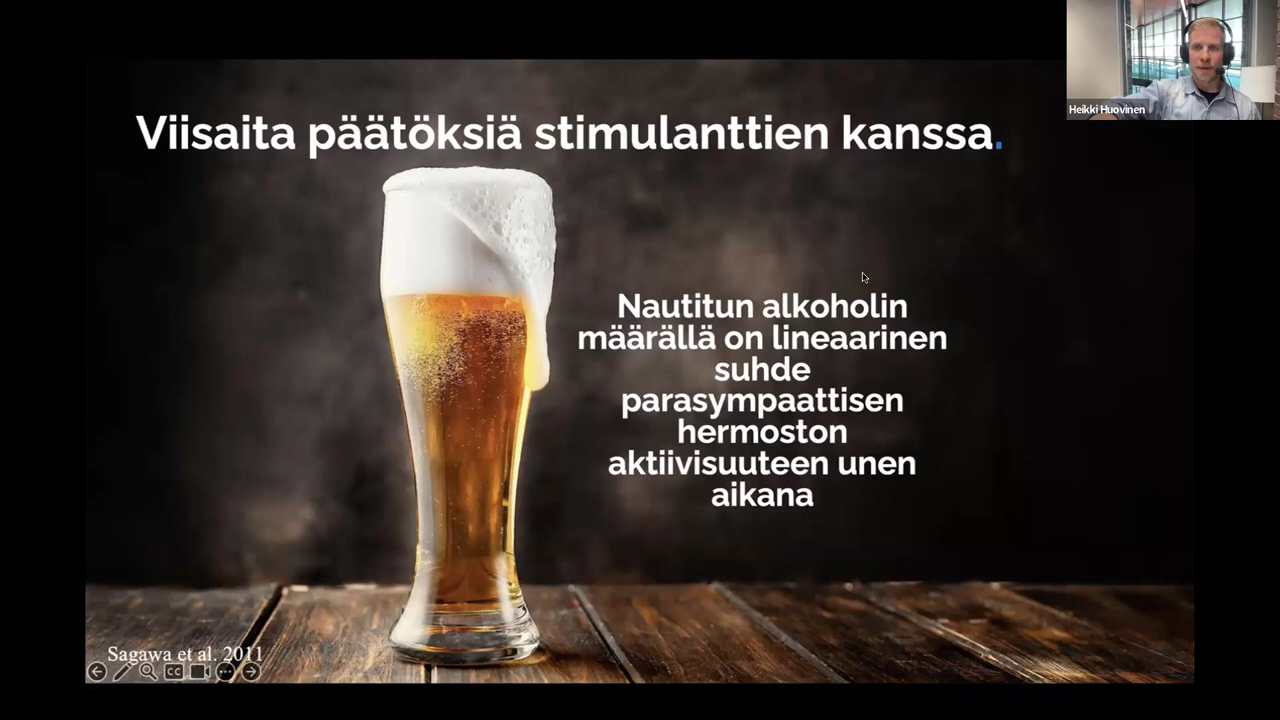 Heikki Huovinen
Viisaita päätöksiä stimulanttien kanssa.
Nautitun alkoholin
määrällä on lineaarinen
suhde
parasympaattisen
hermoston
aktiivisuuteen unen
aikana
Sagawa et al. 2011
CC